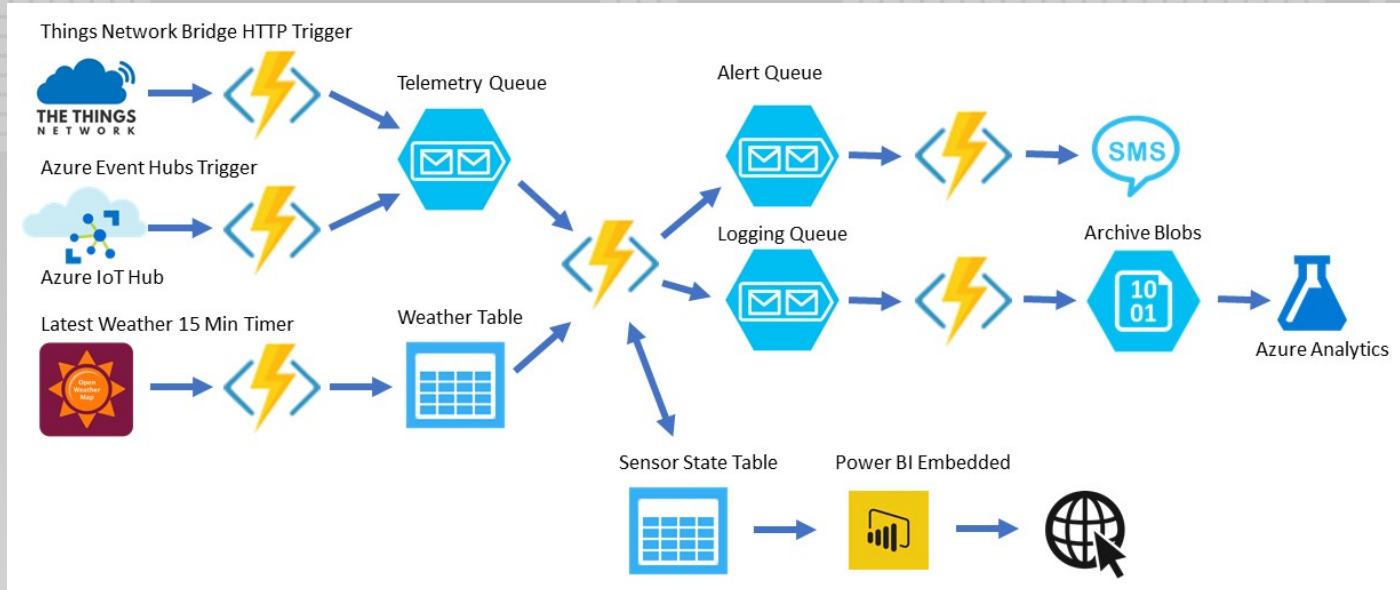 Things Network Bridge HTTP Trigger
THE THINGS
NETWORK
Telemetry Queue
Alert Queue
SMS
Azure Event Hubs Trigger
Azure IoT Hub
Logging Queue
Archive Blobs
10
01
Azure Analytics
Latest Weather 15 Min Timer
Open
Weather
Map
Weather Table
Sensor State Table
Power BI Embedded